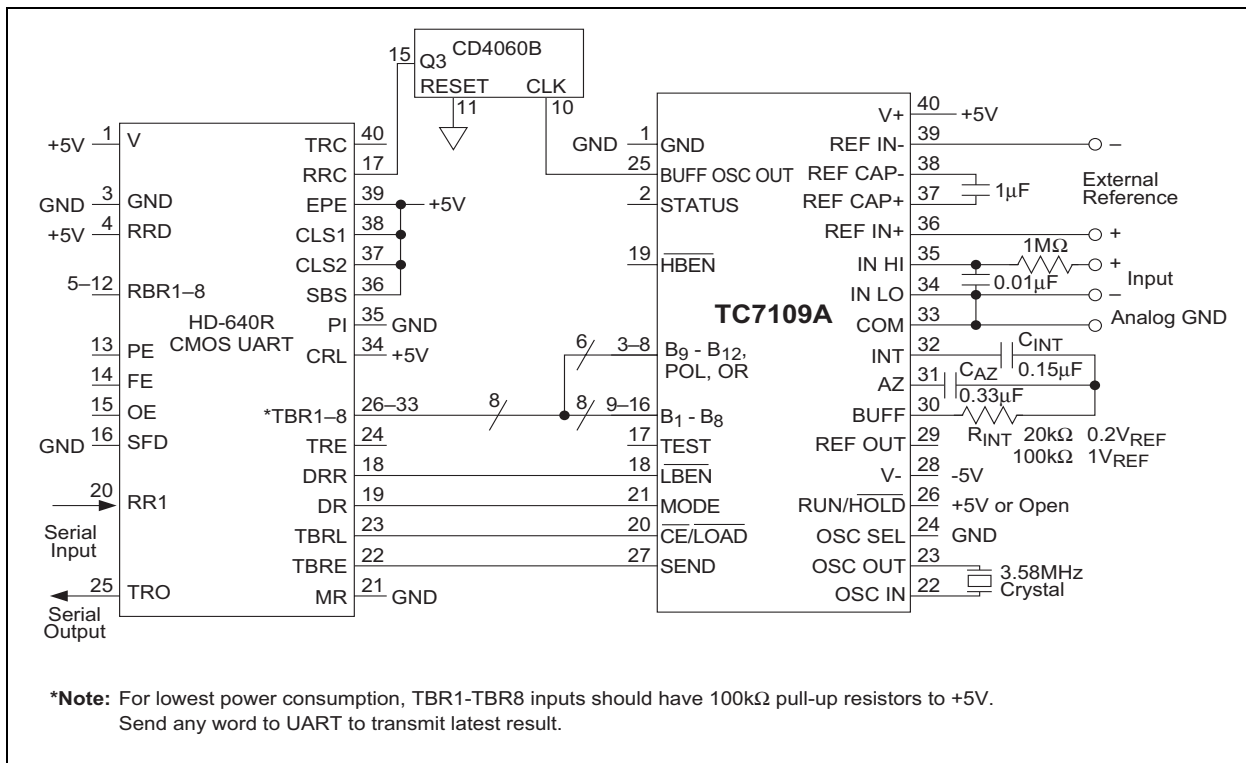 CD4060B
15 Q3
RESET CLK
11 10
HD-640R
CMOS UART
+5V 1 V
GND 3 GND
+5V 4 RRD
5–12 RBR1–8
13 PE
14 FE
15 OE
GND 16 SFD
20 RR1
Serial
Input
25 TRO
Serial
Output
TRC 40
RRC 17
EPE 39 +5V
CLS1 38
CLS2 37
SBS 36
PI 35 GND
CRL 34 +5V
*TBR1–8 26–33
TRE 24
DRR 18
DR 19
TBRL 23
TBRE 22
MR 21 GND
8
6
8
TC7109A
GND 1 GND
25 BUFF OSC OUT
2 STATUS
19 HBEN
3–8 B9 - B12,
POL, OR
9–16 B1 - B8
17 TEST
18 LBEN
21 MODE
20 CE/LOAD
27 SEND
V+ 40 +5V
REF IN- 39 –
REF CAP- 38
1μF
REF CAP+ 37
External
Reference
REF IN+ 36 +
IN HI 35 1MΩ +
0.01μF
Input
IN LO 34 –
COM 33 Analog GND
INT 32 CINT
0.15μF
AZ 31 CAZ
0.33μF
BUFF 30
RINT 20kΩ 0.2VREF
100kΩ 1VREF
REF OUT 29
V- 28 -5V
RUN/HOLD 26 +5V or Open
OSC SEL 24 GND
OSC OUT 23
3.58MHz
Crystal
OSC IN 22
*Note: For lowest power consumption, TBR1-TBR8 inputs should have 100kΩ pull-up resistors to +5V.
Send any word to UART to transmit latest result.